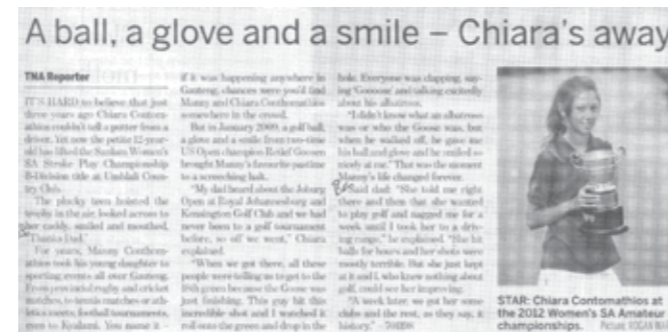 A ball, a glove and a smile – Chiara's away
TNA Reporter
IT'S HARD to believe that just
three years ago Chiara Contom-
athios couldn't tell a putter from a
driver. Yet now the petite 12-year-
old has lifted the Sanlam Women's
SA Stroke Play Championship
B-Division title at Umhlali Coun-
try Club.
The plucky teen hoisted the
trophy in the air, looked across to
her caddy, smiled and mouthed,
"Thanks Dad."
For years, Manny Contom-
athios took his young daughter to
sporting events all over Gauteng.
From provincial rugby and cricket
matches, to tennis matches or ath-
letics meets, football tournaments,
even to Kyalami. You name it –
if it was happening anywhere in
Gauteng, chances were you'd find
Manny and Chiara Contomathios
somewhere in the crowd.
But in January 2009, a golf ball,
a glove and a smile from two-time
US Open champion Retief Goosen
brought Manny's favourite pastime
to a screeching halt.
"My dad heard about the Joburg
Open at Royal Johannesburg and
Kensington Golf Club and we had
never been to a golf tournament
before, so off we went," Chiara
explained.
"When we got there, all these
people were telling us to get to the
18th green because the Goose was
just finishing. This guy hit this
incredible shot and I watched it
roll onto the green and drop in the
hole. Everyone was clapping, say-
ing 'Gooose' and talking excitedly
about his albatross.
"I didn't know what an albatross
was or who the Goose was, but
when he walked off, he gave me
his ball and glove and he smiled so
nicely at me." That was the moment
Manny's life changed forever.
Said dad: "She told me right
there and then that she wanted
to play golf and nagged me for a
week until I took her to a driv-
ing range," he explained. "She hit
balls for hours and her shots were
mostly terrible. But she just kept
at it and I, who knew nothing about
golf, could see her improving.
"A week later, we got her some
clubs and the rest, as they say, it
history."
STAR: Chiara Contomathios at
the 2012 Women's SA Amateur
championships. Picture: